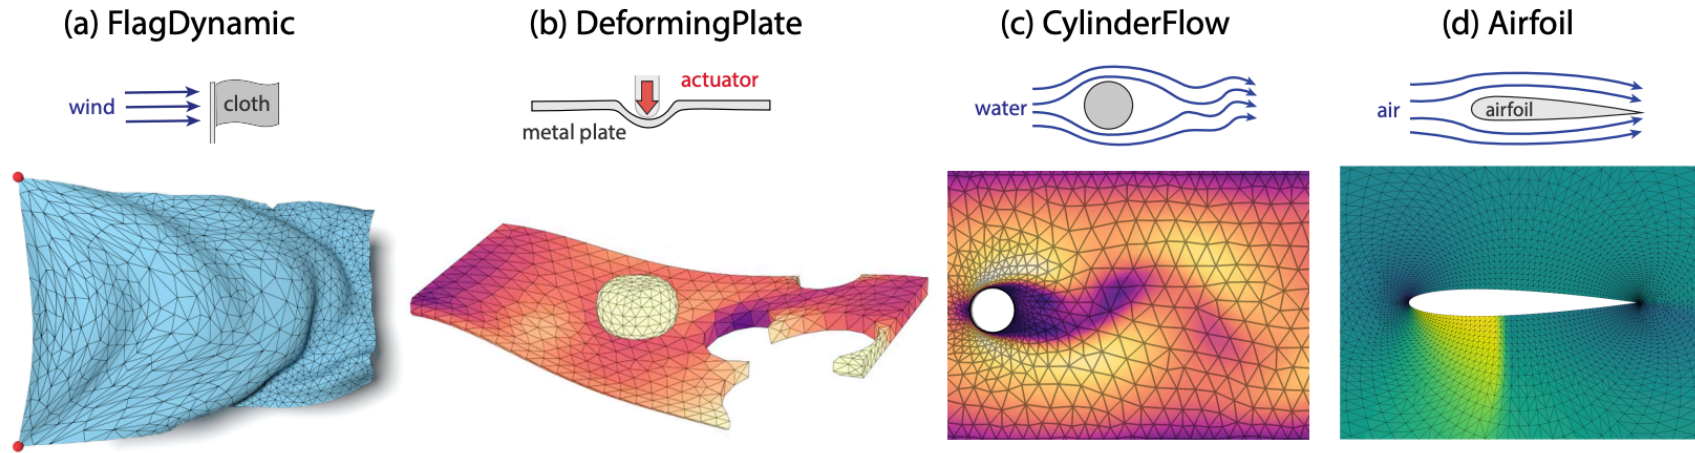 (a) FlagDynamic
(b) DeformingPlate
(c) CylinderFlow
(d) Airfoil
wind
cloth
actuator
metal plate
water
air
airfoil